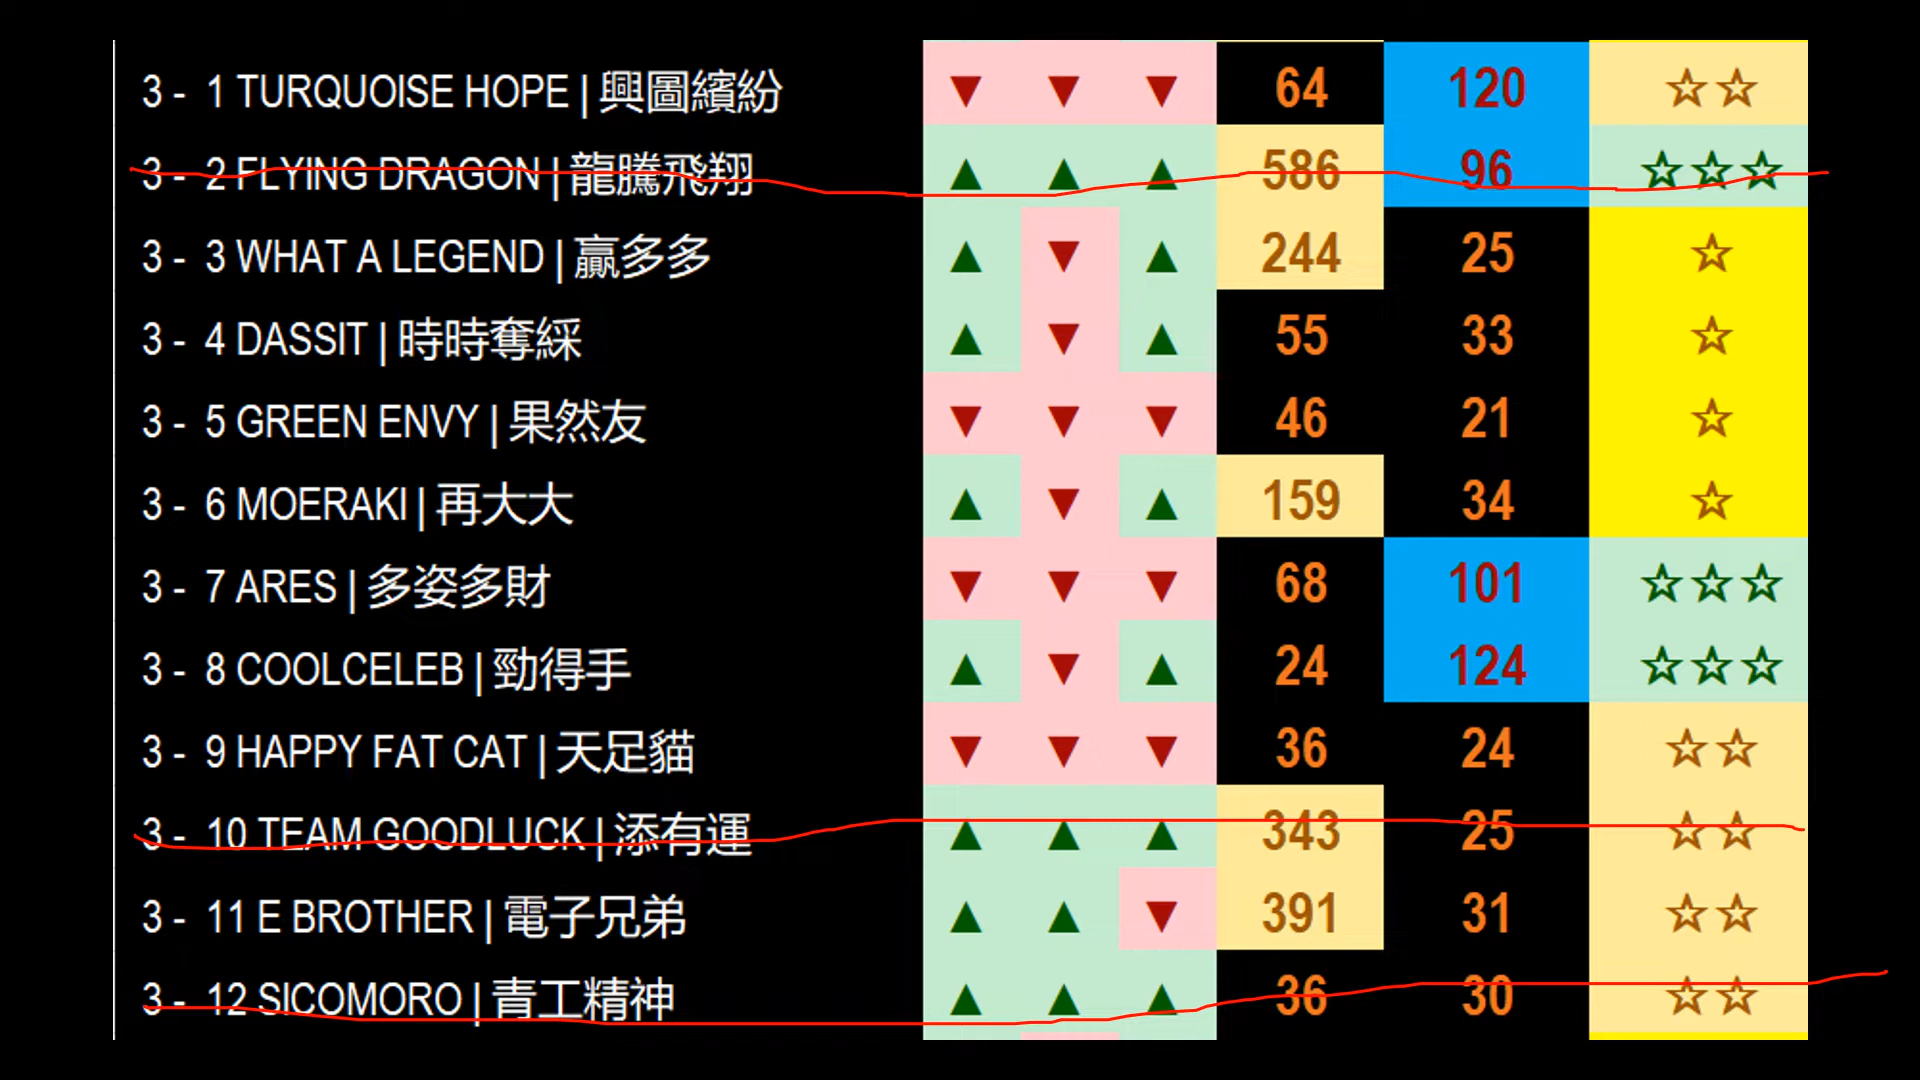 3 - 1 TURQUOISE HOPE | 興圖繽紛 ▼ ▼ ▼ 64 120 ☆☆
3 - 2 FLYING DRAGON | 龍騰飛翔 ▲ ▲ ▲ 586 96 ☆☆☆
3 - 3 WHAT A LEGEND | 贏多多 ▲ ▼ ▲ 244 25 ☆
3 - 4 DASSIT | 時時奪綵 ▲ ▼ ▲ 55 33 ☆
3 - 5 GREEN ENVY | 果然友 ▼ ▼ ▼ 46 21 ☆
3 - 6 MOERAKI | 再大大 ▲ ▼ ▲ 159 34 ☆
3 - 7 ARES | 多姿多財 ▼ ▼ ▼ 68 101 ☆☆☆
3 - 8 COOLCELEB | 勁得手 ▲ ▼ ▲ 24 124 ☆☆☆
3 - 9 HAPPY FAT CAT | 天足貓 ▼ ▼ ▼ 36 24 ☆☆
3 - 10 TEAM GOODLUCK | 添有運 ▲ ▲ ▲ 343 25 ☆☆
3 - 11 E BROTHER | 電子兄弟 ▲ ▲ ▼ 391 31 ☆☆
3 - 12 SICOMORO | 青工精神 ▲ ▲ ▲ 36 30 ☆☆